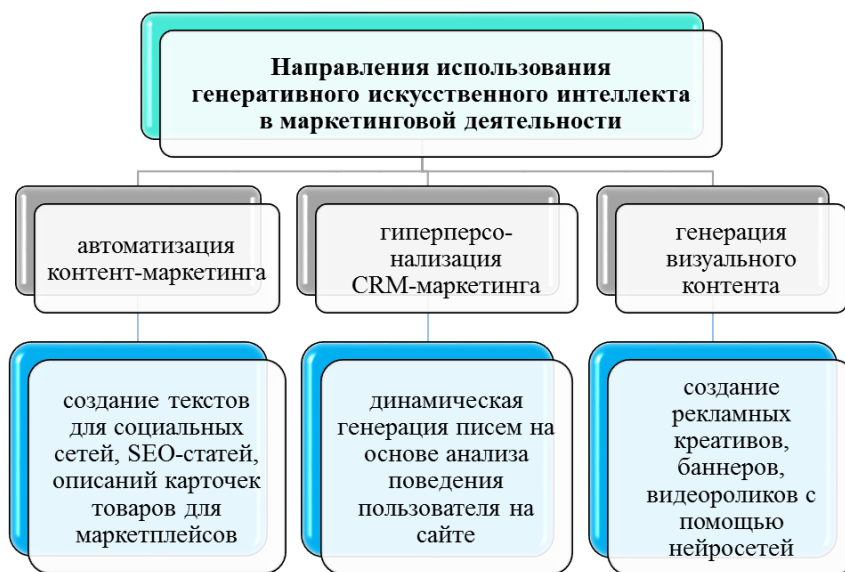 Направления использования
генеративного искусственного интеллекта
в маркетинговой деятельности
автоматизация
контент-маркетинга
гиперперсо-
нализация
CRM-маркетинга
генерация
визуального
контента
создание текстов
для социальных
сетей, SEO-статей,
описаний карточек
товаров для
маркетплейсов
динамическая
генерация писем на
основе анализа
поведения
пользователя на
сайте
создание
рекламных
креативов,
баннеров,
видеороликов с
помощью
нейросетей